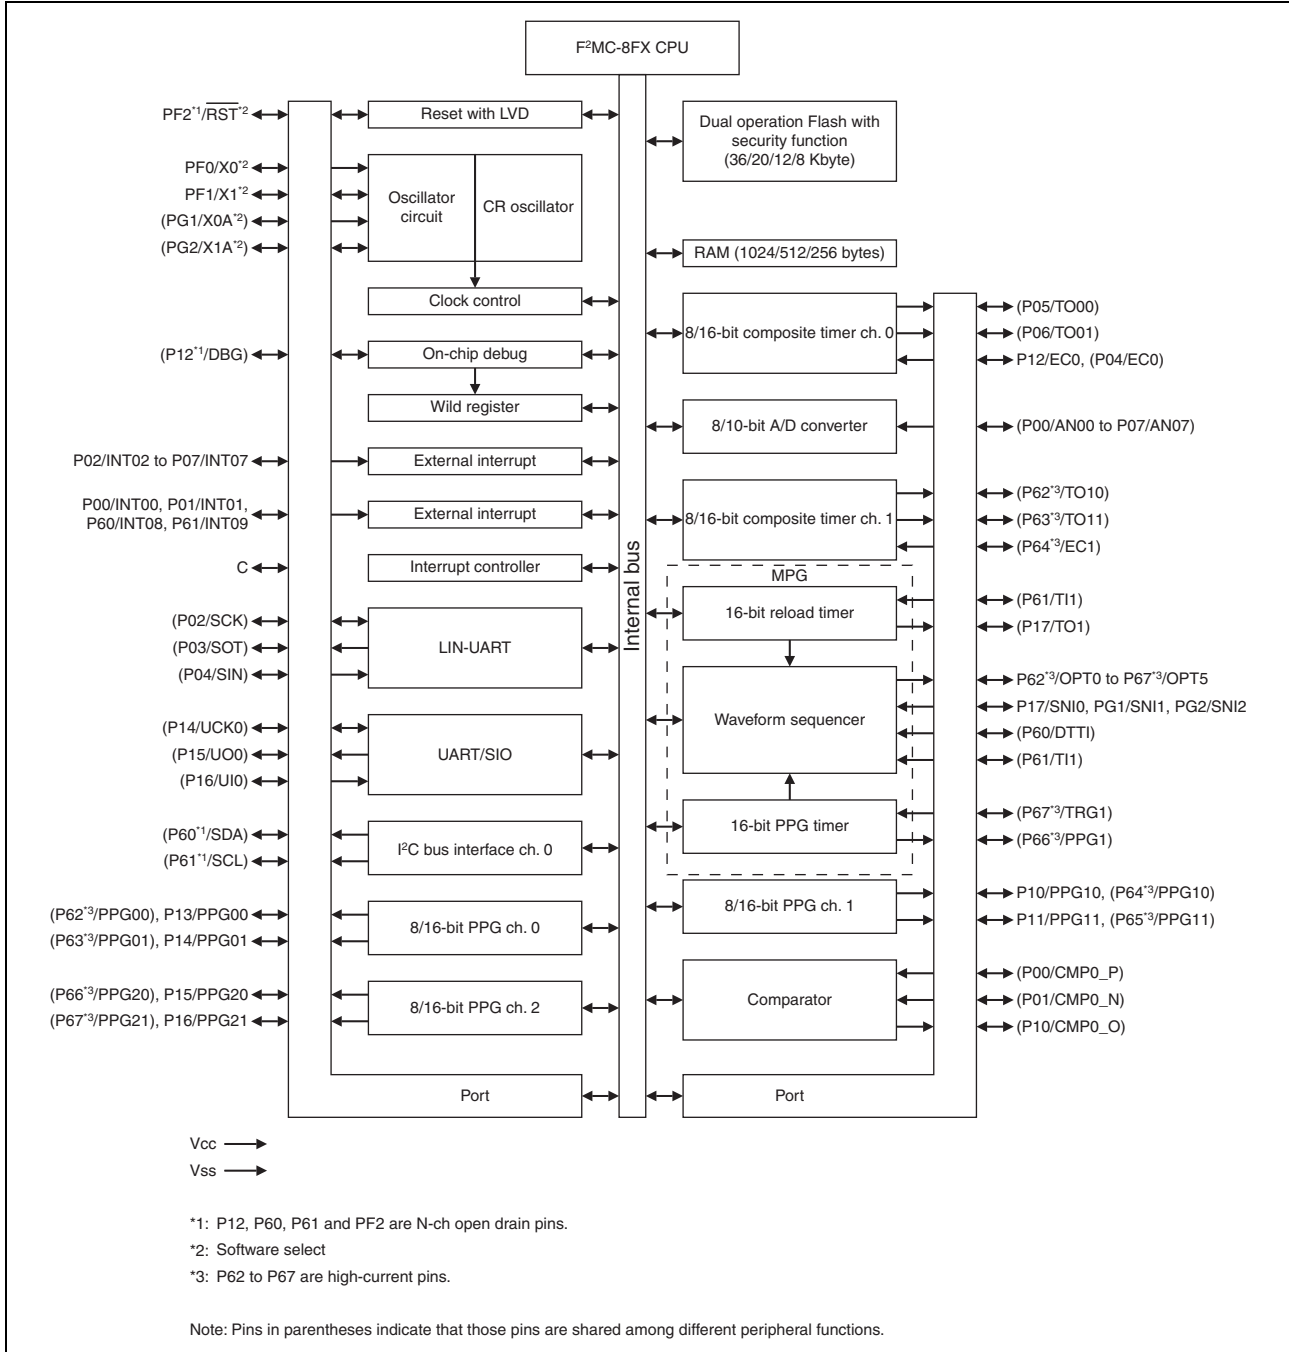 F²MC-8FX CPU
PF2*1/RST*2
Reset with LVD
Dual operation Flash with
security function
(36/20/12/8 Kbyte)
PF0/X0*2
PF1/X1*2
(PG1/X0A*2)
(PG2/X1A*2)
Oscillator
circuit
CR oscillator
RAM (1024/512/256 bytes)
Clock control
8/16-bit composite timer ch. 0
(P05/TO00)
(P06/TO01)
P12/EC0, (P04/EC0)
(P12*1/DBG)
On-chip debug
Wild register
8/10-bit A/D converter
(P00/AN00 to P07/AN07)
P02/INT02 to P07/INT07
External interrupt
P00/INT00, P01/INT01,
P60/INT08, P61/INT09
External interrupt
8/16-bit composite timer ch. 1
(P62*3/TO10)
(P63*3/TO11)
(P64*3/EC1)
C
Interrupt controller
Internal bus
MPG
16-bit reload timer
(P61/TI1)
(P17/TO1)
(P02/SCK)
(P03/SOT)
(P04/SIN)
LIN-UART
Waveform sequencer
P62*3/OPT0 to P67*3/OPT5
P17/SNI0, PG1/SNI1, PG2/SNI2
(P60/DTTI)
(P61/TI1)
(P14/UCK0)
(P15/UO0)
(P16/UI0)
UART/SIO
16-bit PPG timer
(P67*3/TRG1)
(P66*3/PPG1)
(P60*1/SDA)
(P61*1/SCL)
I²C bus interface ch. 0
8/16-bit PPG ch. 1
P10/PPG10, (P64*3/PPG10)
P11/PPG11, (P65*3/PPG11)
(P62*3/PPG00), P13/PPG00
(P63*3/PPG01), P14/PPG01
8/16-bit PPG ch. 0
Comparator
(P00/CMP0_P)
(P01/CMP0_N)
(P10/CMP0_O)
(P66*3/PPG20), P15/PPG20
(P67*3/PPG21), P16/PPG21
8/16-bit PPG ch. 2
Port
Port
Vcc
Vss
*1: P12, P60, P61 and PF2 are N-ch open drain pins.
*2: Software select
*3: P62 to P67 are high-current pins.
Note: Pins in parentheses indicate that those pins are shared among different peripheral functions.